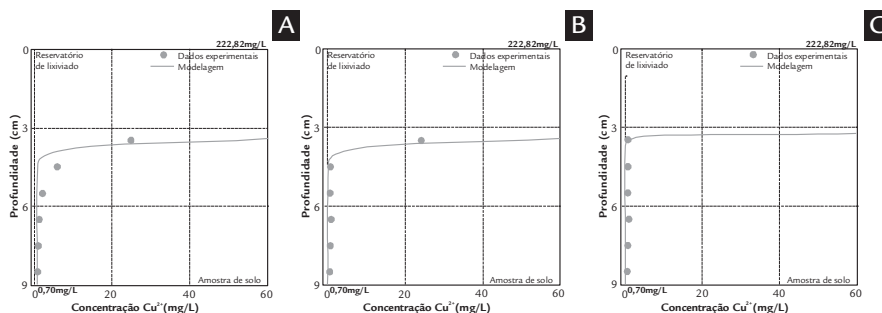 A
222,82mg/L
0
Reservatório
de lixiviado
Dados experimentais
Modelagem
3
Profundidade (cm)
6
9
Amostra de solo
0,70mg/L
0 20 40 60
Concentração Cu²⁺(mg/L)
B
222,82mg/L
0
Reservatório
de lixiviado
Dados experimentais
Modelagem
3
Profundidade (cm)
6
9
Amostra de solo
0,70mg/L
0 20 40 60
Concentração Cu²⁺(mg/L)
C
222,82mg/L
0
Reservatório
de lixiviado
Dados experimentais
Modelagem
3
Profundidade (cm)
6
9
Amostra de solo
0,70mg/L
0 20 40 60
Concentração Cu²⁺(mg/L)